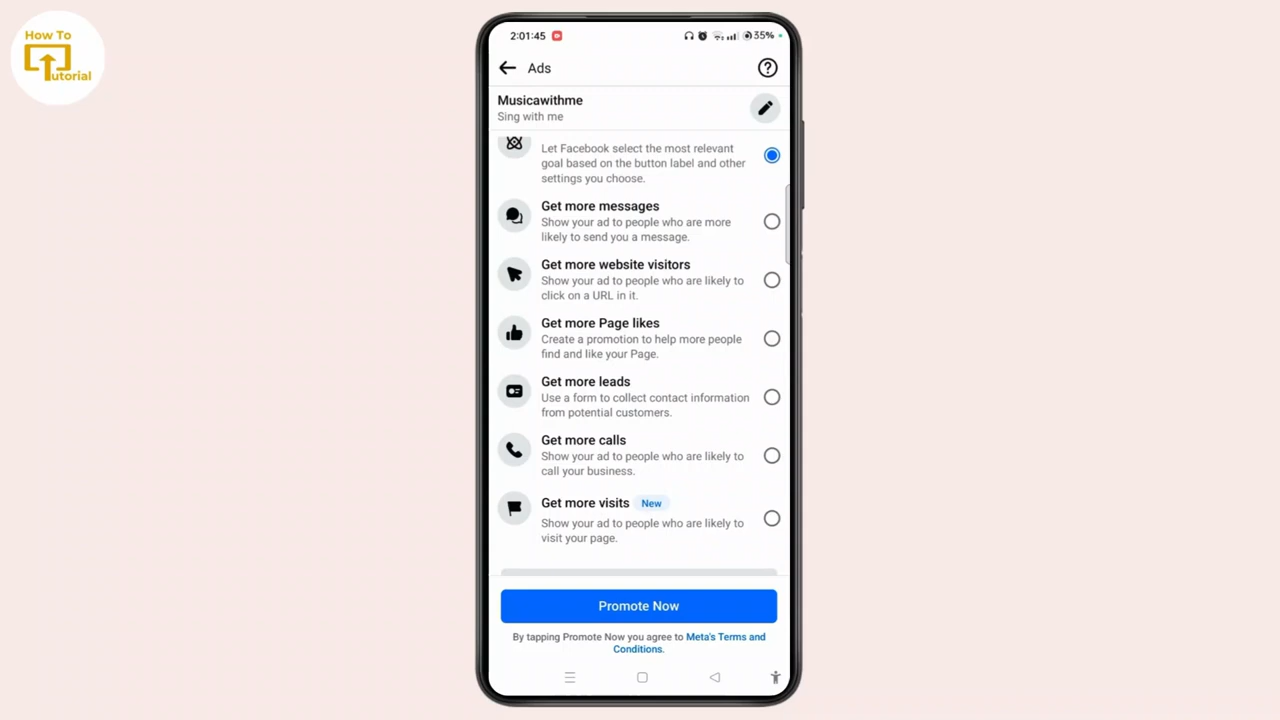 How To
Tutorial
2:01:45
35%
Ads
Musicawithme
Sing with me
Let Facebook select the most relevant
goal based on the button label and other
settings you choose.
Get more messages
Show your ad to people who are more
likely to send you a message.
Get more website visitors
Show your ad to people who are likely to
click on a URL in it.
Get more Page likes
Create a promotion to help more people
find and like your Page.
Get more leads
Use a form to collect contact information
from potential customers.
Get more calls
Show your ad to people who are likely to
call your business.
Get more visits New
Show your ad to people who are likely to
visit your page.
Promote Now
By tapping Promote Now you agree to Meta's Terms and
Conditions.